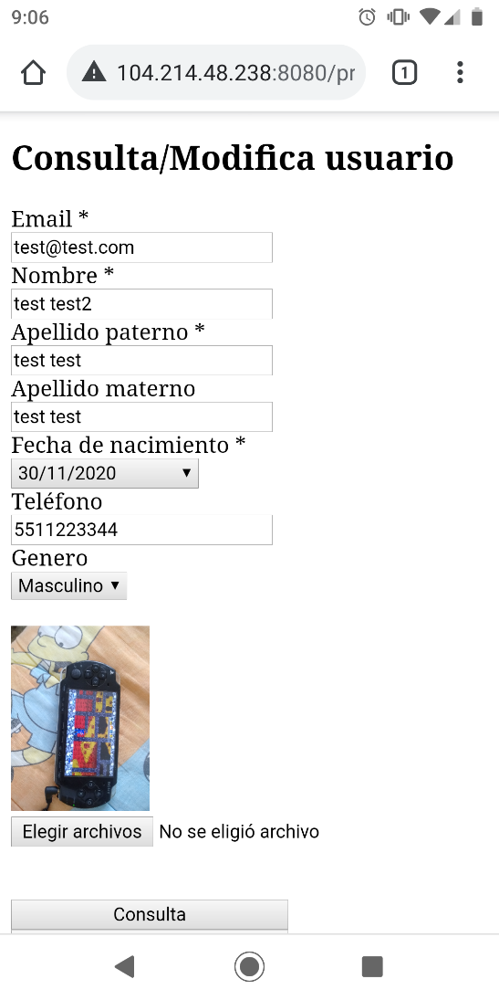 9:06
104.214.48.238:8080/pr
1
Consulta/Modifica usuario
Email *
test@test.com
Nombre *
test test2
Apellido paterno *
test test
Apellido materno
test test
Fecha de nacimiento *
30/11/2020
Teléfono
5511223344
Genero
Masculino
Elegir archivos No se eligió archivo
Consulta